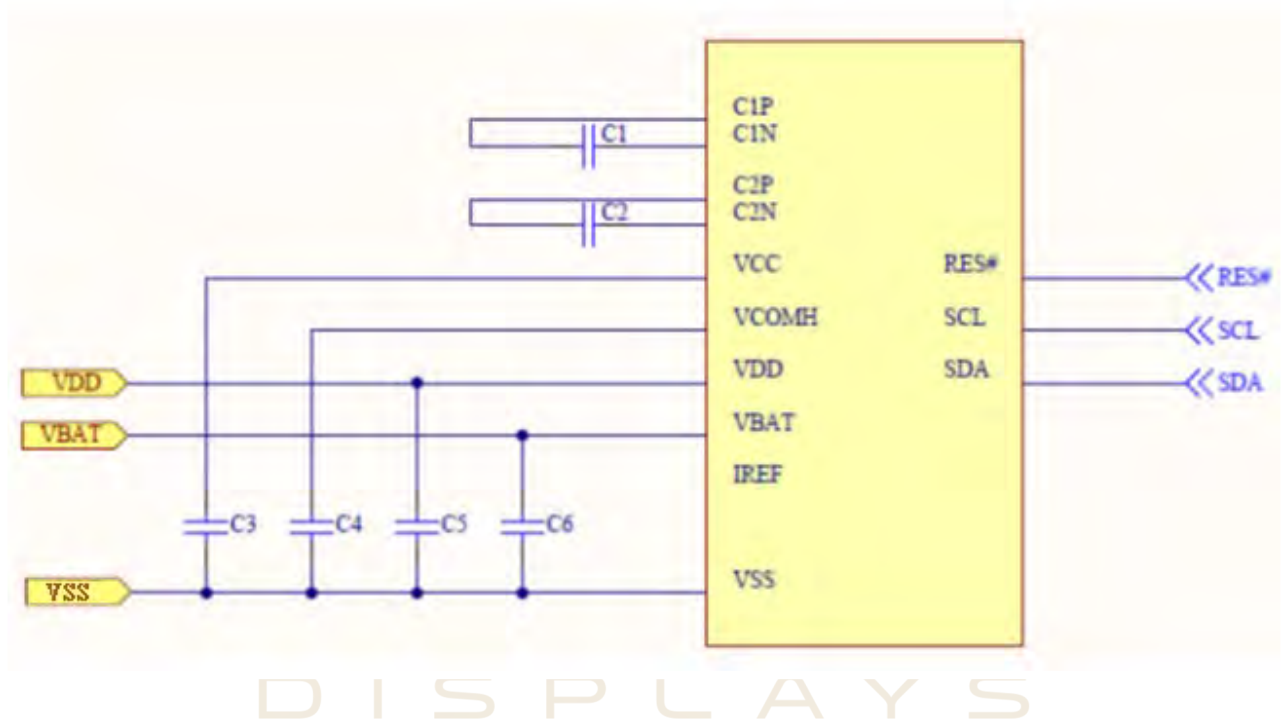 C1P
C1 C1N
C2P
C2 C2N
VCC RES# RES#
VCOMH SCL SCL
VDD VDD SDA SDA
VBAT VBAT
IREF
C3 C4 C5 C6
VSS VSS
DISPLAYS